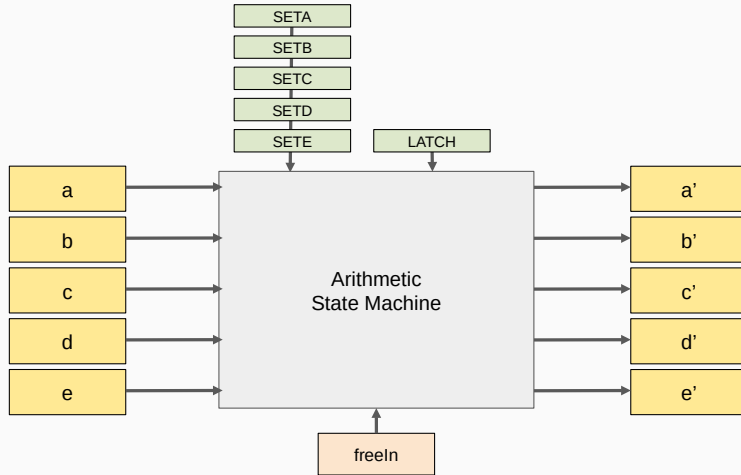 SETA
SETB
SETC
SETD
SETE
LATCH
a
b
c
d
e
Arithmetic
State Machine
a’
b’
c’
d’
e’
freeIn